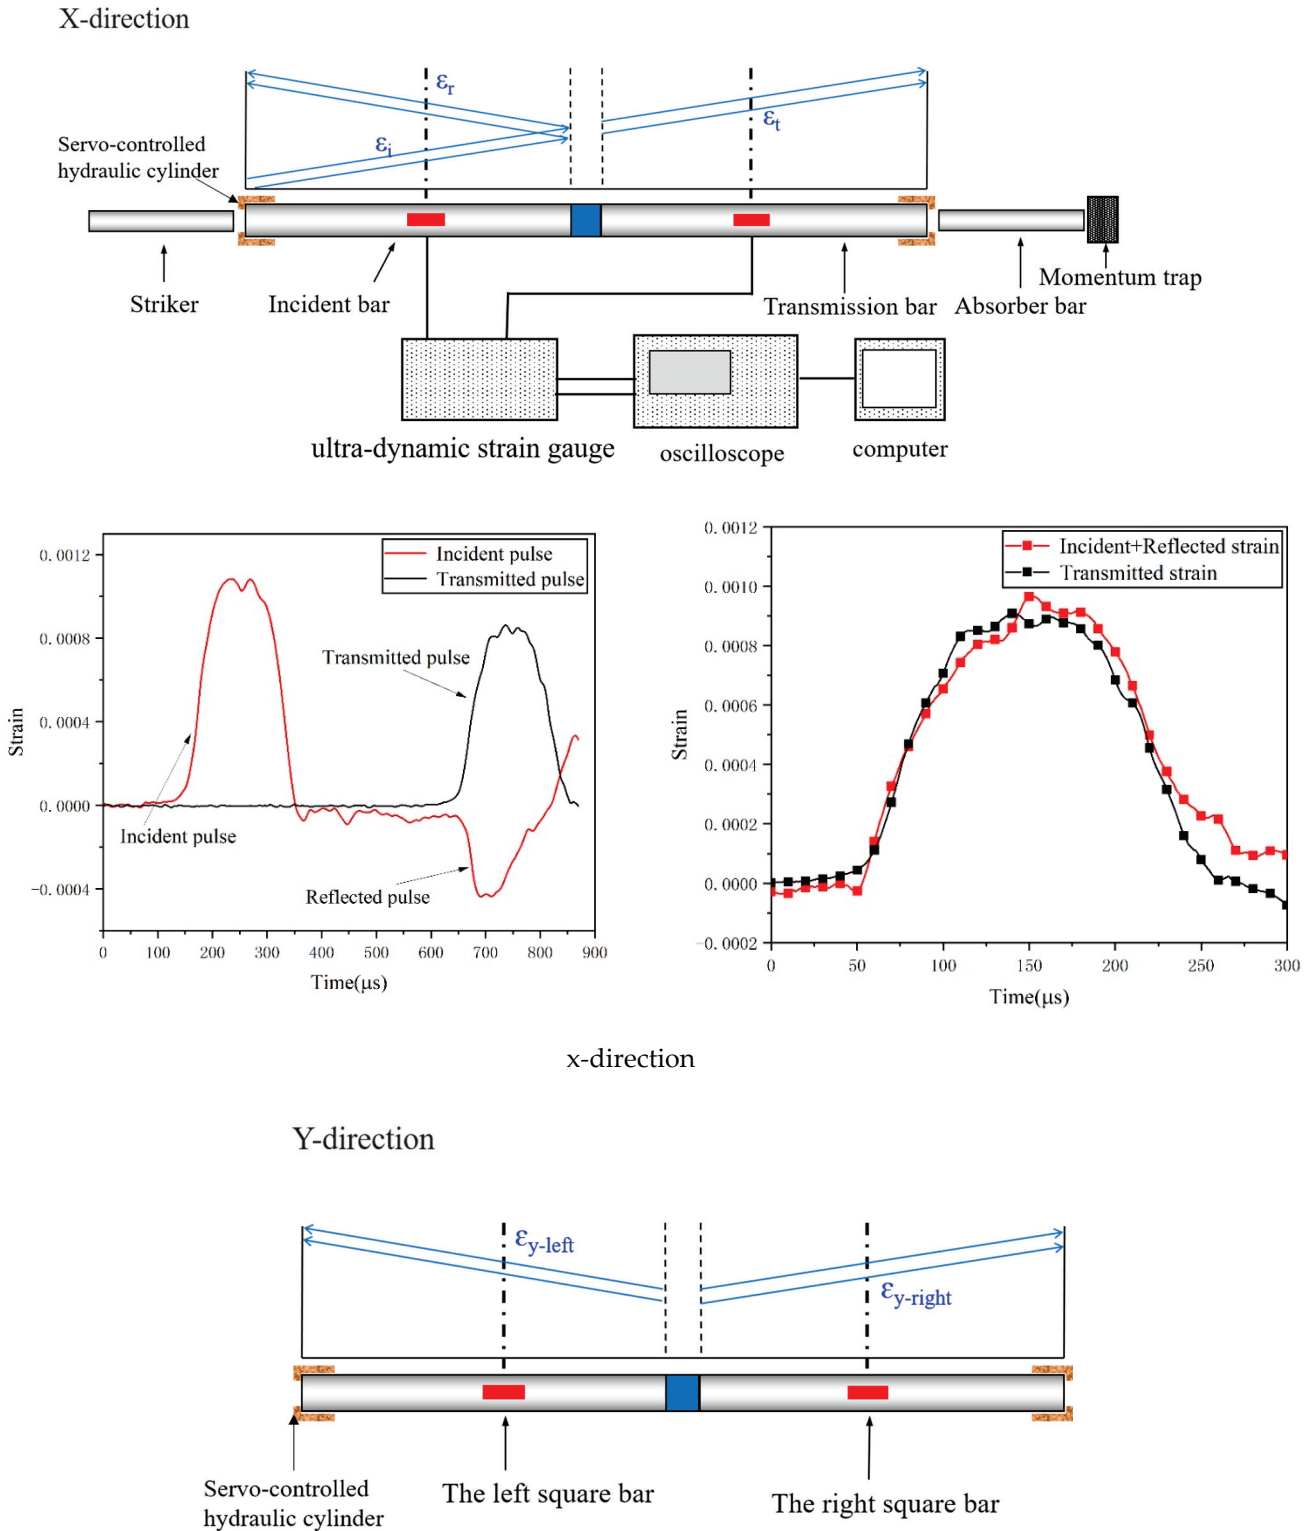 X-direction
εr
εt
εi
Servo-controlled
hydraulic cylinder
Striker
Incident bar
Transmission bar
Absorber bar
Momentum trap
ultra-dynamic strain gauge
oscilloscope
computer
Incident pulse
Transmitted pulse
Transmitted pulse
Incident pulse
Reflected pulse
0.0012
0.0008
0.0004
0.0000
-0.0004
Strain
0 100 200 300 400 500 600 700 800 900
Time(μs)
Incident+Reflected strain
Transmitted strain
0.0012
0.0010
0.0008
0.0006
0.0004
0.0002
0.0000
-0.0002
Strain
0 50 100 150 200 250 300
Time(μs)
x-direction
Y-direction
εy-left
εy-right
Servo-controlled
hydraulic cylinder
The left square bar
The right square bar